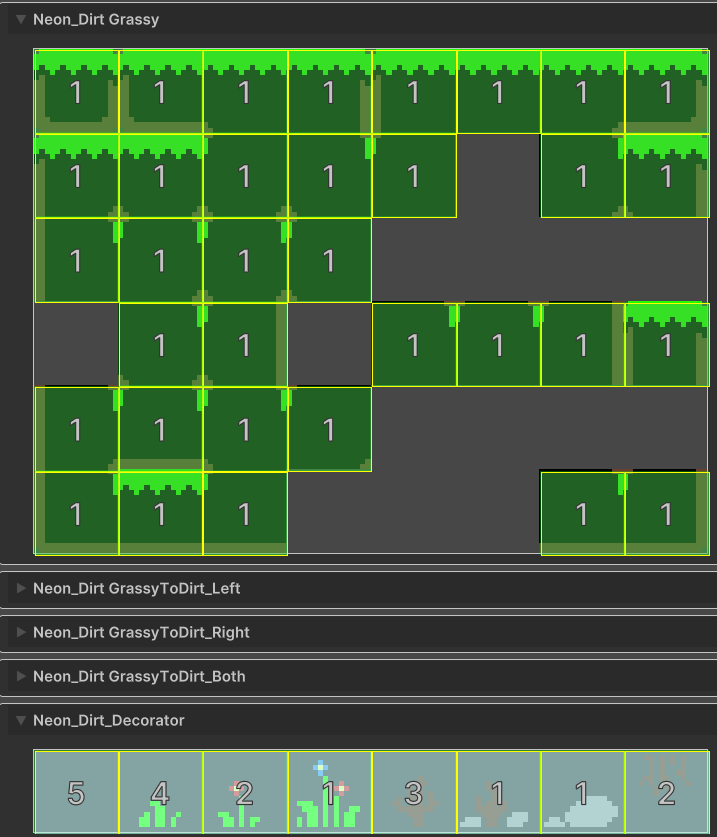 Neon_Dirt Grassy
1 1 1 1 1 1 1 1
1 1 1 1 1 1 1
1 1 1 1
1 1 1 1 1 1
1 1 1 1
1 1 1 1 1
Neon_Dirt GrassyToDirt_Left
Neon_Dirt GrassyToDirt_Right
Neon_Dirt GrassyToDirt_Both
Neon_Dirt_Decorator
5 4 2 1 3 1 1 2